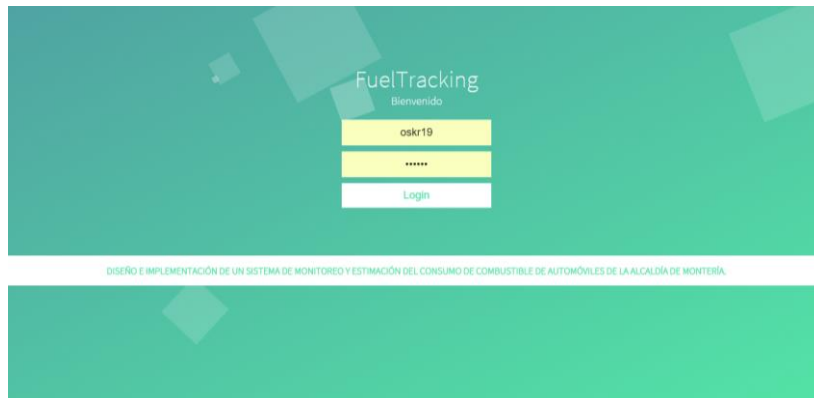 FuelTracking
Bienvenido
oskr19
••••••
Login
DISEÑO E IMPLEMENTACIÓN DE UN SISTEMA DE MONITOREO Y ESTIMACIÓN DEL CONSUMO DE COMBUSTIBLE DE AUTOMÓVILES DE LA ALCALDÍA DE MONTERÍA.